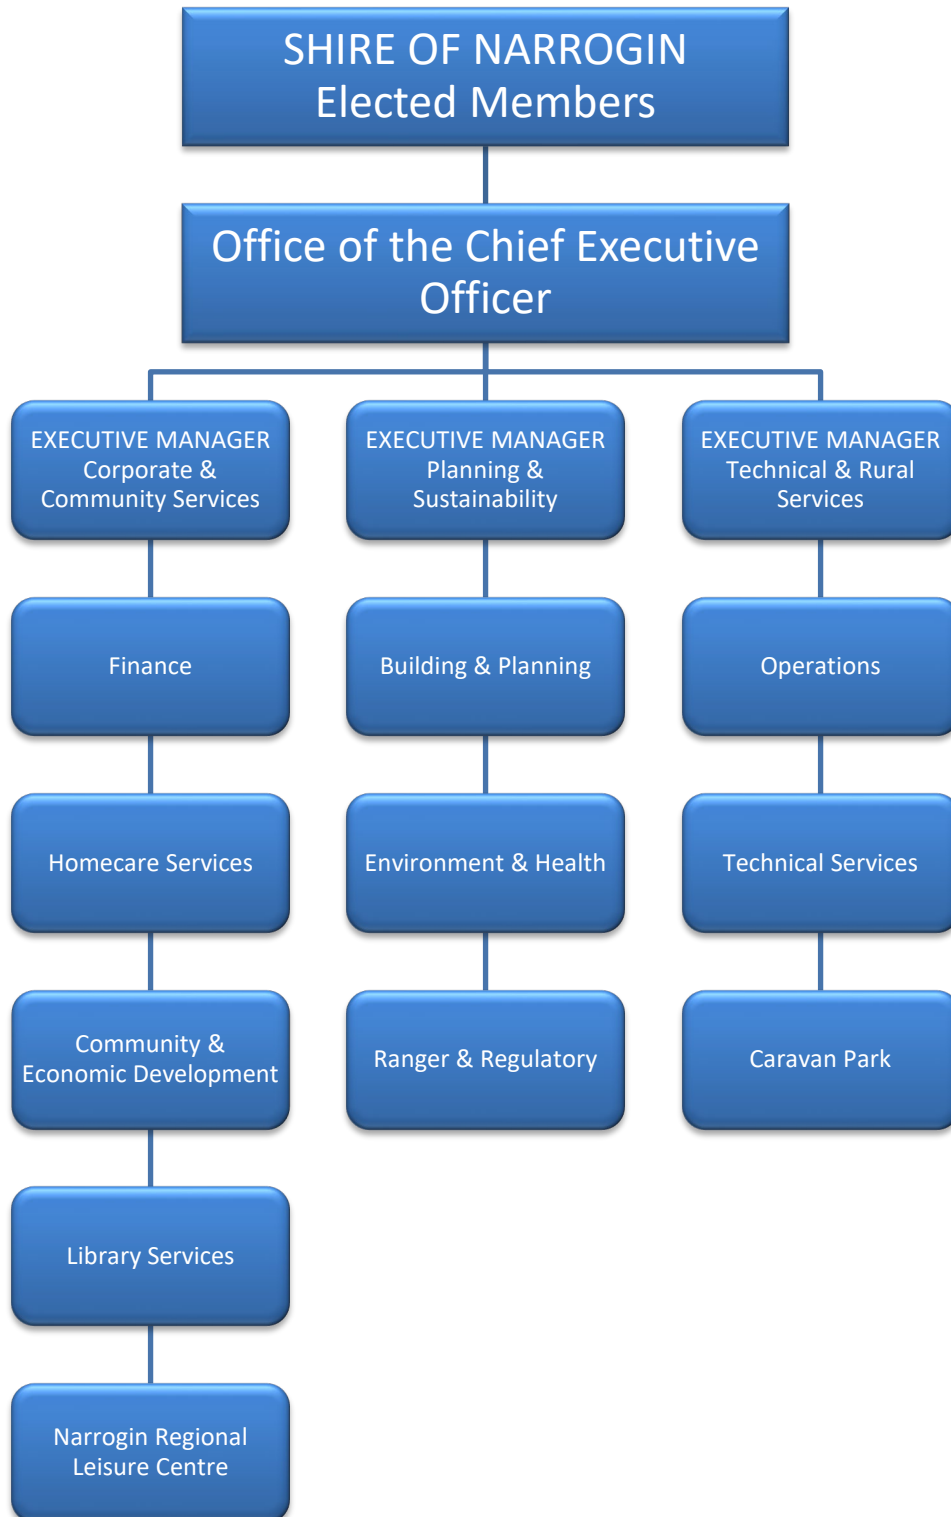 SHIRE OF NARROGIN
Elected Members
Office of the Chief Executive
Officer
EXECUTIVE MANAGER
Corporate &
Community Services
Finance
Homecare Services
Community &
Economic Development
Library Services
Narrogin Regional
Leisure Centre
EXECUTIVE MANAGER
Planning &
Sustainability
Building & Planning
Environment & Health
Ranger & Regulatory
EXECUTIVE MANAGER
Technical & Rural
Services
Operations
Technical Services
Caravan Park